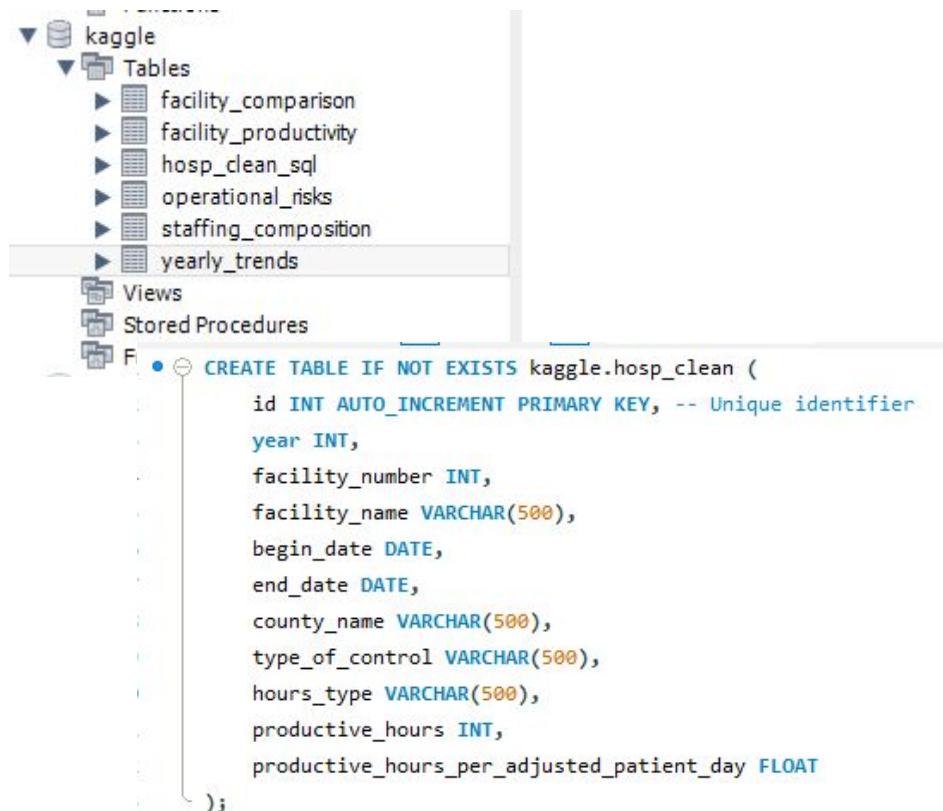 kaggle
Tables
facility_comparison
facility_productivity
hosp_clean_sql
operational_risks
staffing_composition
yearly_trends
Views
Stored Procedures
CREATE TABLE IF NOT EXISTS kaggle.hosp_clean (
id INT AUTO_INCREMENT PRIMARY KEY, -- Unique identifier
year INT,
facility_number INT,
facility_name VARCHAR(500),
begin_date DATE,
end_date DATE,
county_name VARCHAR(500),
type_of_control VARCHAR(500),
hours_type VARCHAR(500),
productive_hours INT,
productive_hours_per_adjusted_patient_day FLOAT
);